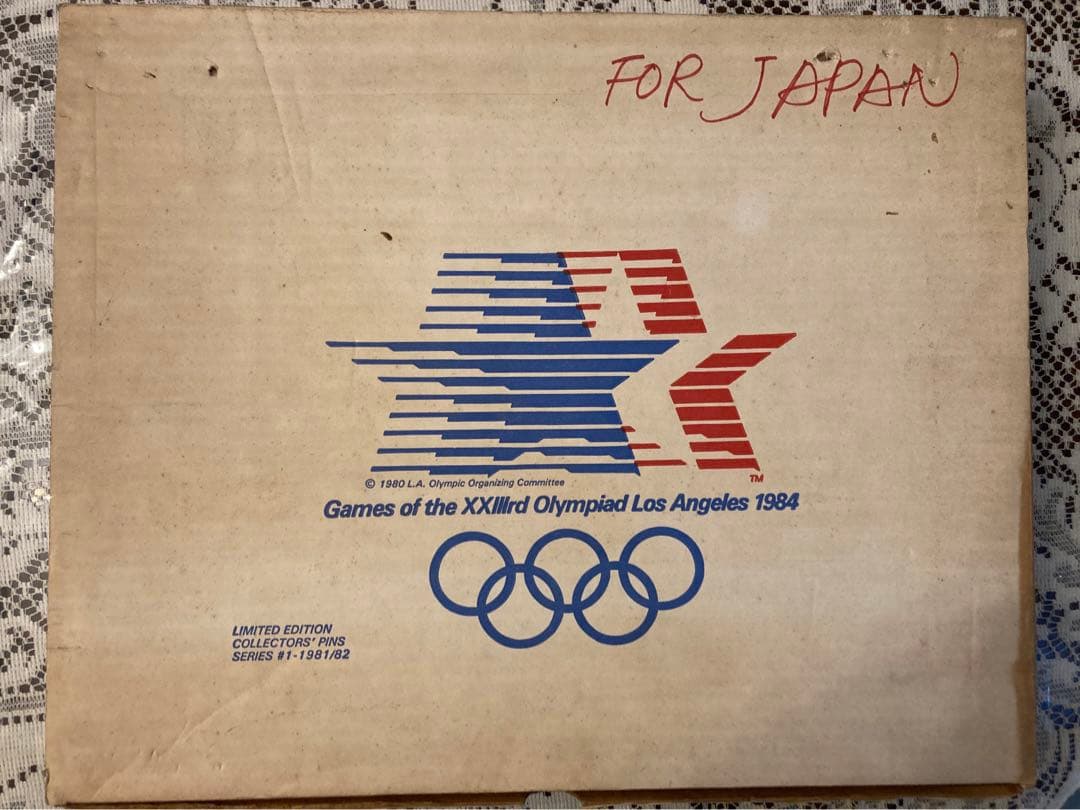 FOR JAPAN
TM
© 1980 L.A. Olympic Organizing Committee
Games of the XXIIIrd Olympiad Los Angeles 1984
LIMITED EDITION
COLLECTORS' PINS
SERIES #1-1981/82